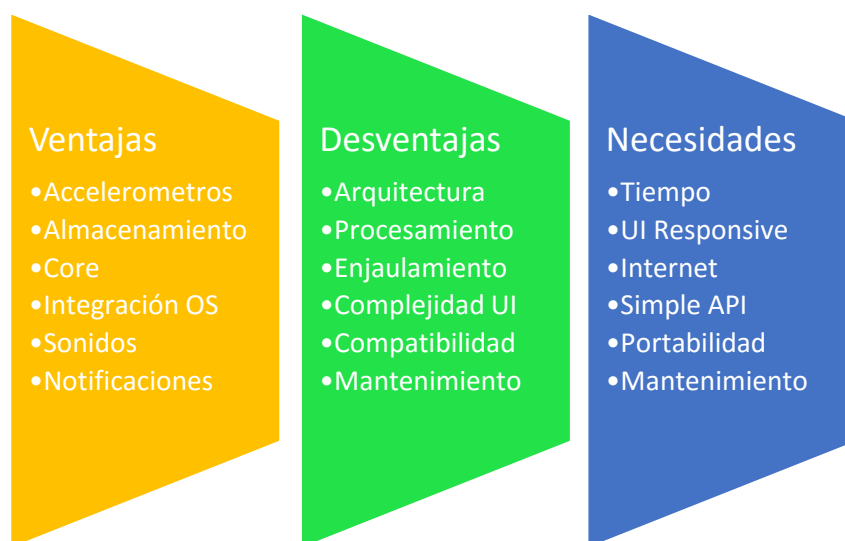 Ventajas
•Accelerometros
•Almacenamiento
•Core
•Integración OS
•Sonidos
•Notificaciones
Desventajas
•Arquitectura
•Procesamiento
•Enjaulamiento
•Complejidad UI
•Compatibilidad
•Mantenimiento
Necesidades
•Tiempo
•UI Responsive
•Internet
•Simple API
•Portabilidad
•Mantenimiento